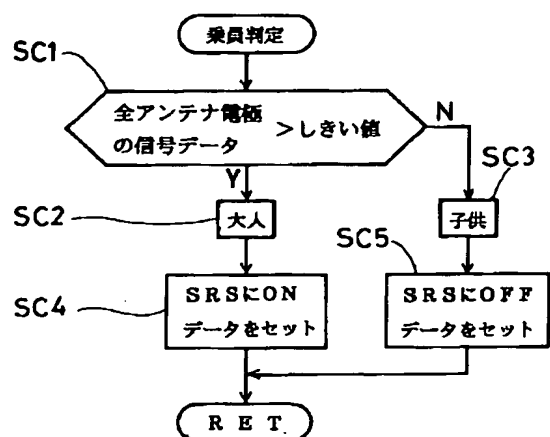 乗員判定
SC1
全アンテナ電極
の信号データ
>しきい値
N
Y
SC3
SC2
大人
子供
SC5
SRSにON
データをセット
SRSにOFF
データをセット
SC4
RET